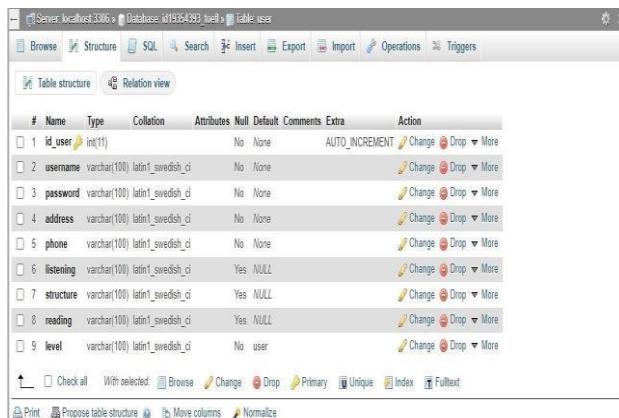 Server: localhost:3306 » Database: id19354393_toefl » Table: user
Browse Structure SQL Search Insert Export Import Operations Triggers
Table structure Relation view
# Name Type Collation Attributes Null Default Comments Extra Action
1 id_user int(11) No None AUTO_INCREMENT Change Drop More
2 username varchar(100) latin1_swedish_ci No None Change Drop More
3 password varchar(100) latin1_swedish_ci No None Change Drop More
4 address varchar(100) latin1_swedish_ci No None Change Drop More
5 phone varchar(100) latin1_swedish_ci No None Change Drop More
6 listening varchar(100) latin1_swedish_ci Yes NULL Change Drop More
7 structure varchar(100) latin1_swedish_ci Yes NULL Change Drop More
8 reading varchar(100) latin1_swedish_ci Yes NULL Change Drop More
9 level varchar(100) latin1_swedish_ci No user Change Drop More
Check all With selected: Browse Change Drop Primary Unique Index Fulltext
Print Propose table structure Move columns Normalize